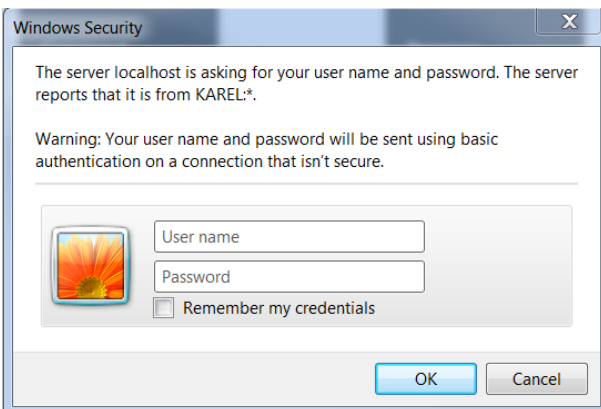 Windows Security
X
The server localhost is asking for your user name and password. The server
reports that it is from KAREL:*.
Warning: Your user name and password will be sent using basic
authentication on a connection that isn't secure.
User name
Password
Remember my credentials
OK Cancel